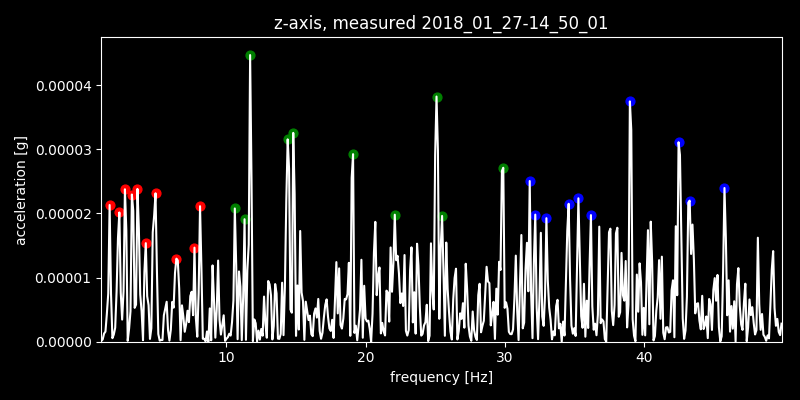 z-axis, measured 2018_01_27-14_50_01
acceleration [g]
0.00004
0.00003
0.00002
0.00001
0.00000
10 20 30 40
frequency [Hz]